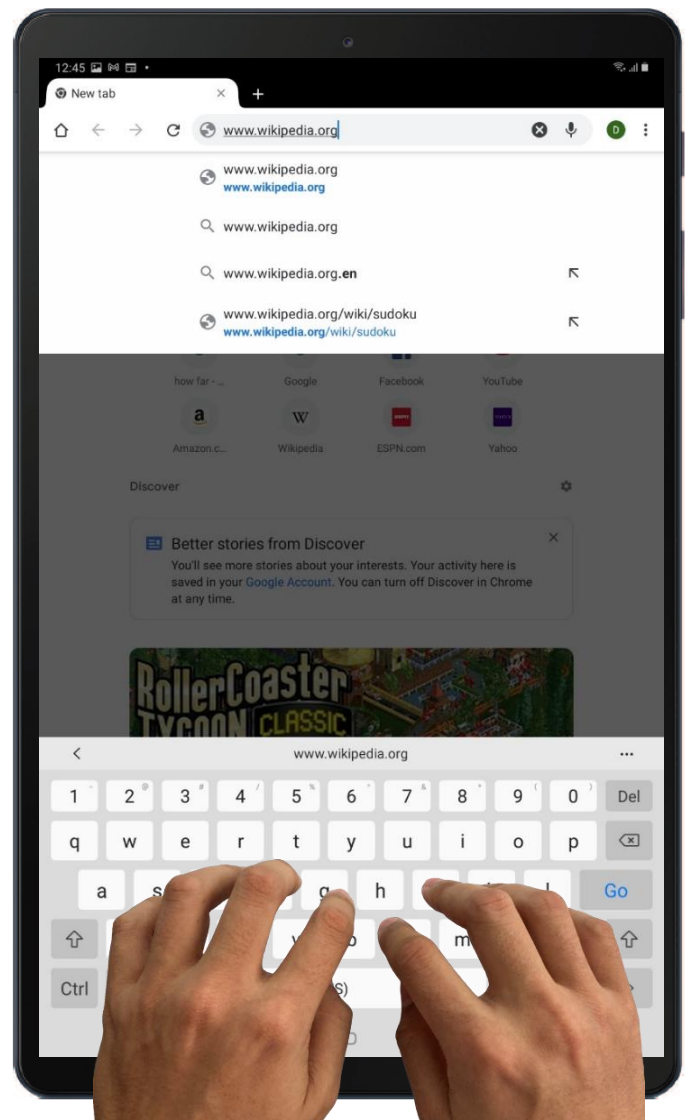 12:45
New tab
www.wikipedia.org
D
www.wikipedia.org
www.wikipedia.org
www.wikipedia.org
www.wikipedia.org.en
www.wikipedia.org/wiki/sudoku
www.wikipedia.org/wiki/sudoku
how far - ... Google Facebook YouTube
a W
Amazon.c... Wikipedia ESPN.com Yahoo
Discover
Better stories from Discover
You'll see more stories about your interests. Your activity here is
saved in your Google Account. You can turn off Discover in Chrome
at any time.
RollerCoaster
TYCOON CLASSIC
www.wikipedia.org
1 2 @ 3 # 4 / 5 % 6 ^ 7 & 8 * 9 ( 0 ) Del
q w e r t y u i o p
a s g h l Go
v b m
Ctrl S)